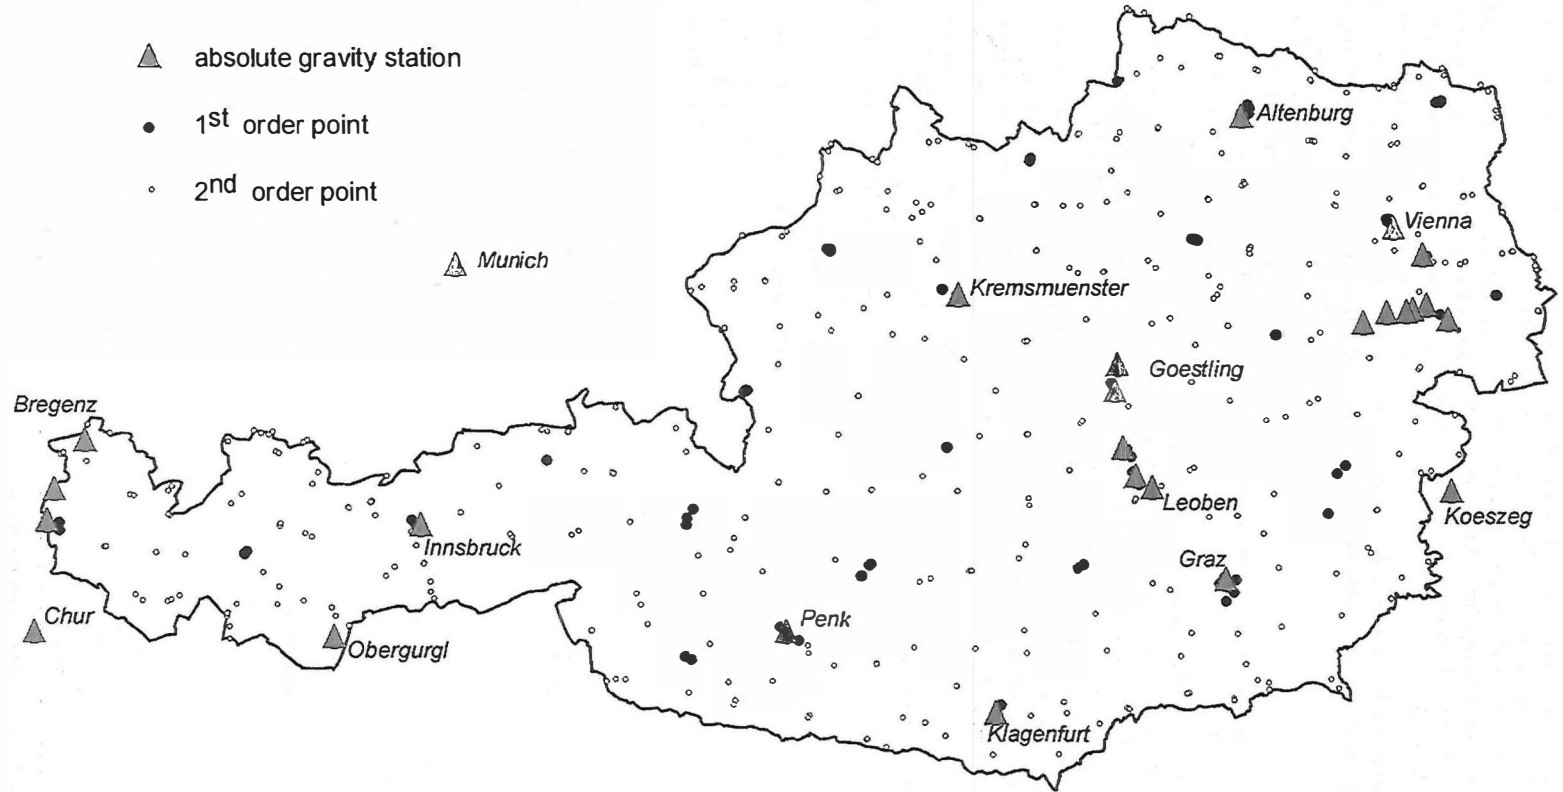 absolute gravity station
1st order point
2nd order point
Altenburg
Vienna
Munich
Kremsmuenster
Goestling
Bregenz
Leoben
Koeszeg
Innsbruck
Graz
Chur
Penk
Obergurgl
Klagenfurt